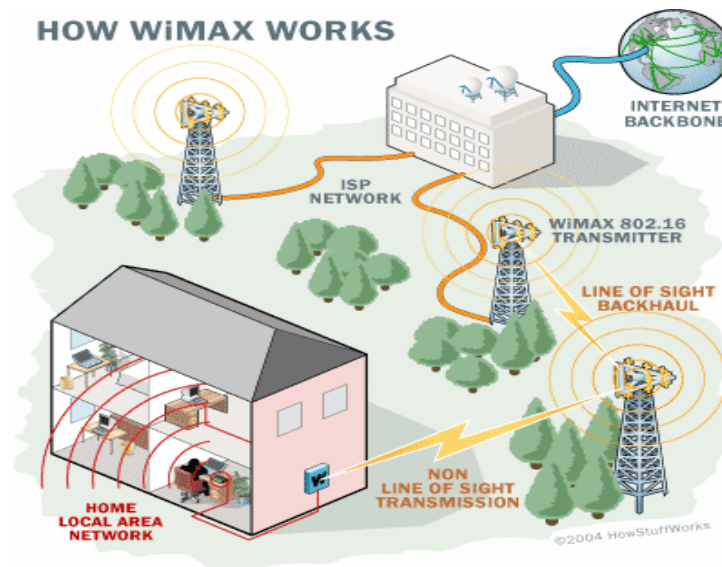 HOW WiMAX WORKS
INTERNET
BACKBONE
ISP
NETWORK
WiMAX 802.16
TRANSMITTER
LINE OF SIGHT
BACKHAUL
NON
LINE OF SIGHT
TRANSMISSION
HOME
LOCAL AREA
NETWORK
©2004 HowStuffWorks